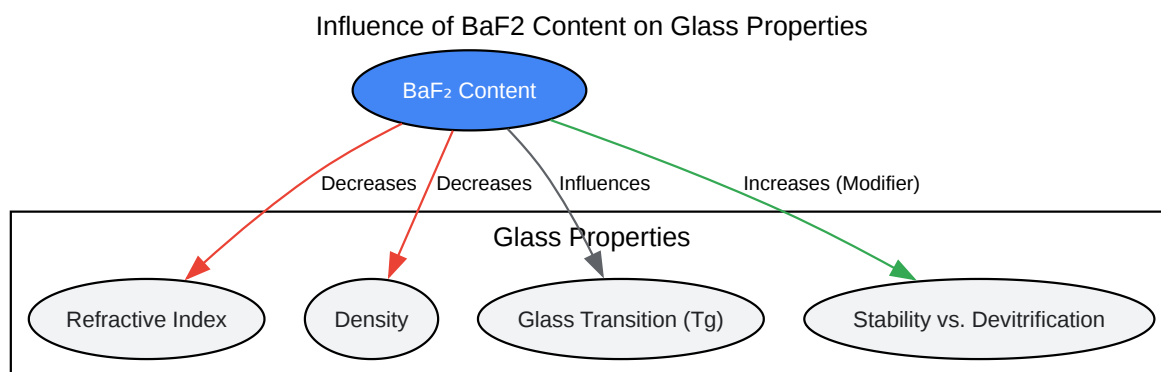 Influence of BaF2 Content on Glass Properties
BaF₂ Content
Decreases
Decreases
Influences
Increases (Modifier)
Glass Properties
Refractive Index
Density
Glass Transition (Tg)
Stability vs. Devitrification